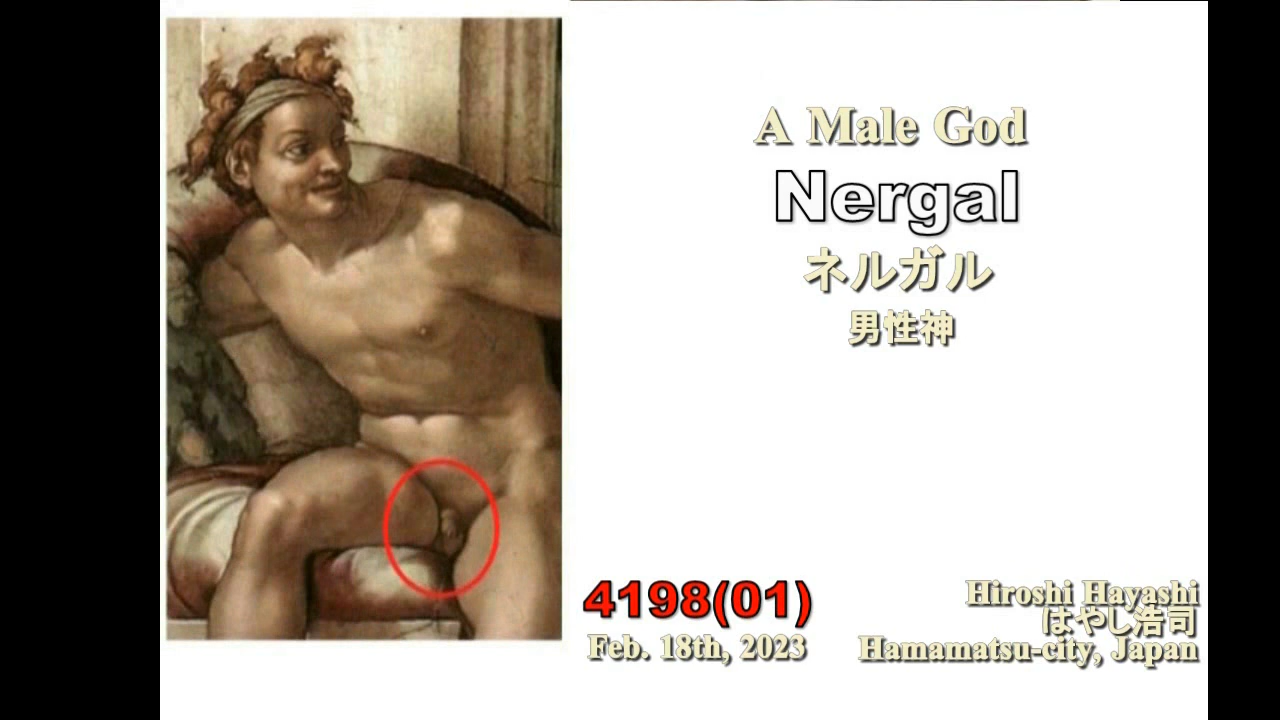 A Male God
Nergal
ネルガル
男性神
4198(01)
Feb. 18th, 2023
Hiroshi Hayashi
はやし浩司
Hamamatsu-city, Japan